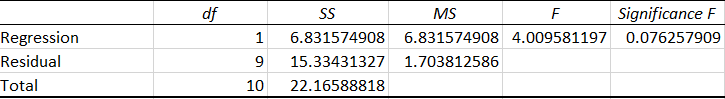 df SS MS F Significance F
Regression 1 6.831574908 6.831574908 4.009581197 0.076257909
Residual 9 15.33431327 1.703812586
Total 10 22.16588818